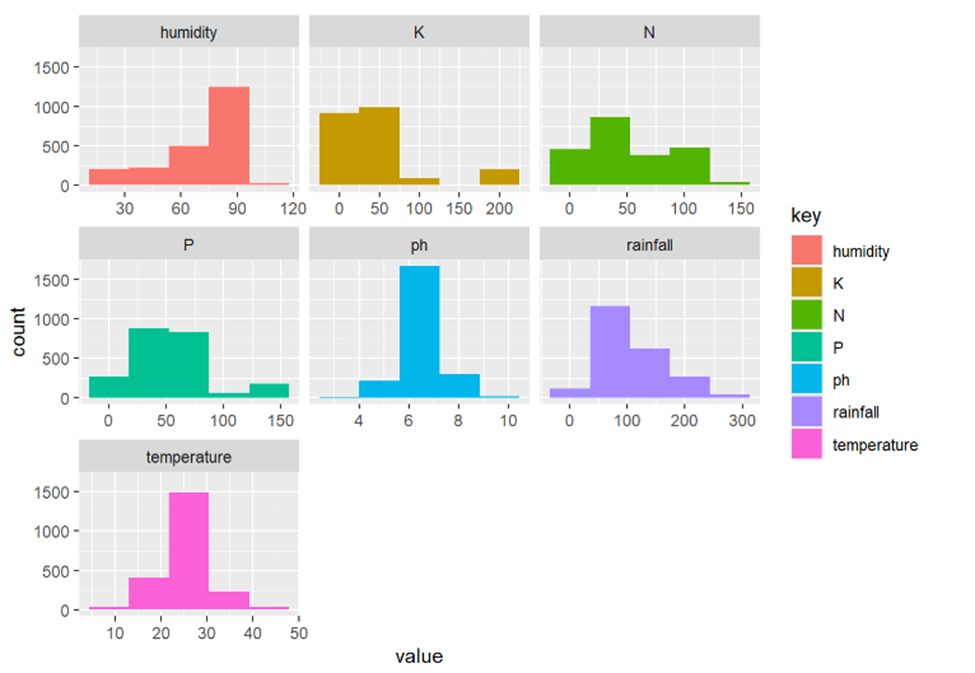 humidity K N
1500
1000
500
0
30 60 90 120 0 50 100 150 200 0 50 100 150
P ph rainfall
1500
1000
500
0
0 50 100 150 4 6 8 10 0 100 200 300
temperature
1500
1000
500
0
10 20 30 40 50
count
value
key
humidity
K
N
P
ph
rainfall
temperature